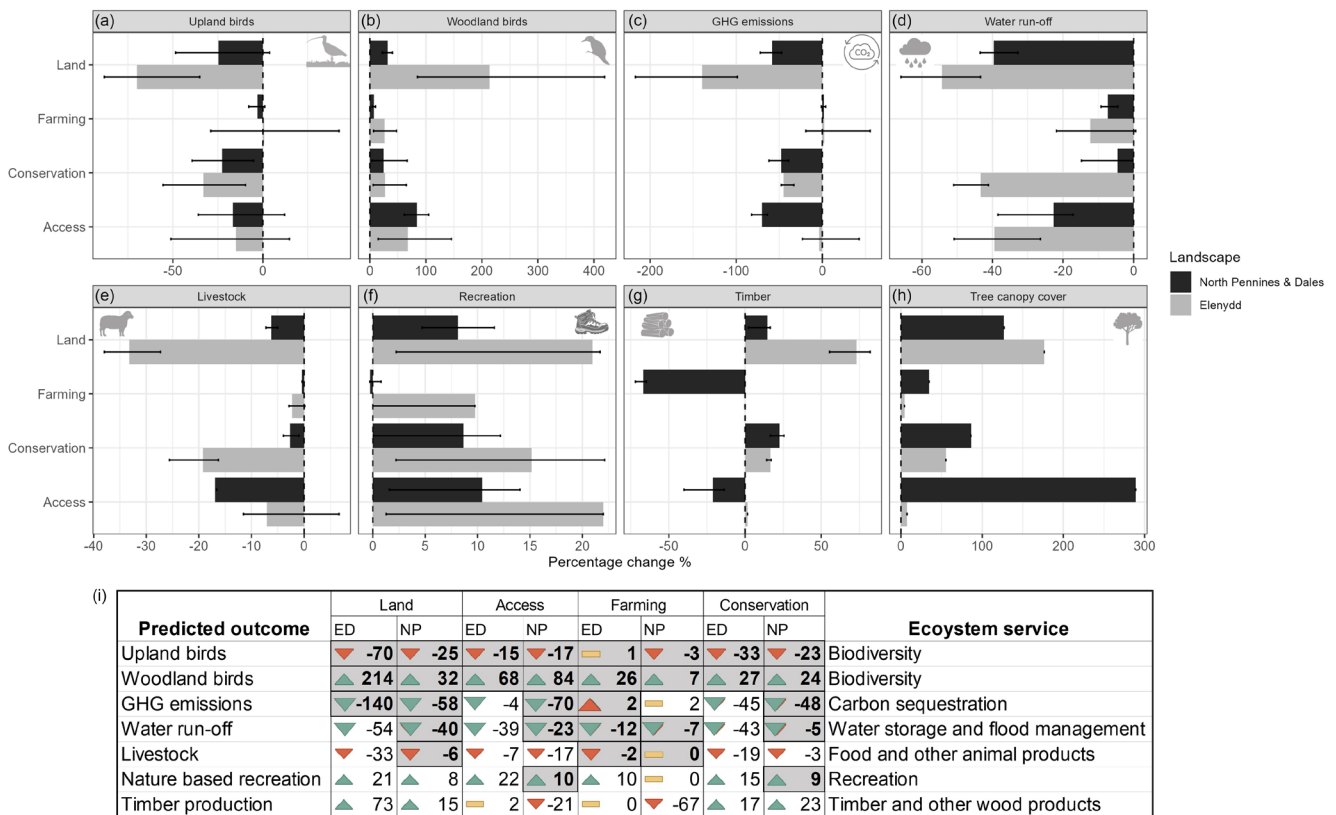 (a) Upland birds
(b) Woodland birds
(c) GHG emissions
(d) Water run-off
Land
Farming
Conservation
Access
-50 0
0 100 200 300 400
-200 -100 0
-60 -40 -20 0
CO₂
Landscape
North Pennines & Dales
Elenydd
(e) Livestock
(f) Recreation
(g) Timber
(h) Tree canopy cover
Land
Farming
Conservation
Access
-40 -30 -20 -10 0
0 5 10 15 20
-50 0 50
0 100 200 300
Percentage change %
(i)
Land Access Farming Conservation
Predicted outcome ED NP ED NP ED NP ED NP Ecoystem service
Upland birds -70 -25 -15 -17 1 -3 -33 -23 Biodiversity
Woodland birds 214 32 68 84 26 7 27 24 Biodiversity
GHG emissions -140 -58 -4 -70 2 2 -45 -48 Carbon sequestration
Water run-off -54 -40 -39 -23 -12 -7 -43 -5 Water storage and flood management
Livestock -33 -6 -7 -17 -2 0 -19 -3 Food and other animal products
Nature based recreation 21 8 22 10 10 0 15 9 Recreation
Timber production 73 15 2 -21 0 -67 17 23 Timber and other wood products